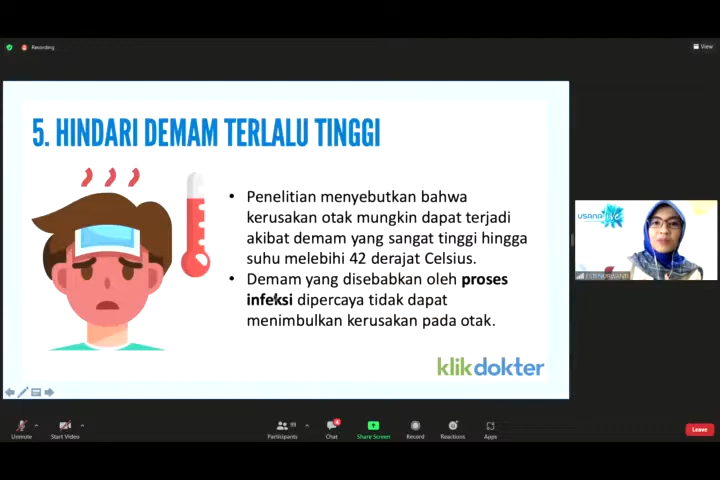 Recording
View
5. HINDARI DEMAM TERLALU TINGGI
• Penelitian menyebutkan bahwa
kerusakan otak mungkin dapat terjadi
akibat demam yang sangat tinggi hingga
suhu melebihi 42 derajat Celsius.
• Demam yang disebabkan oleh proses
infeksi dipercaya tidak dapat
menimbulkan kerusakan pada otak.
klikdokter
USANA live
Unmute
Start Video
Participants
Chat
Share Screen
Record
Reactions
Apps
Leave